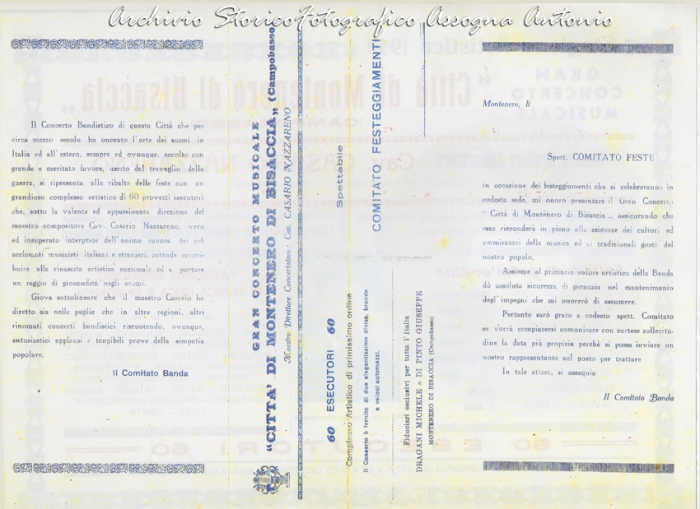 Archivio Storico Fotografico Assogna Antonio
Il Concerto Bandistico di questa Città che per
circa mezzo secolo ha onorato l'arte dei suoni in
Italia ed all'estero, sempre ed ovunque, accolto con
grande e meritato favore, uscito dal travaglio della
guerra, si ripresenta alla ribalta delle feste con un
grandioso complesso artistico di 60 provetti esecutori
che, sotto la valente ed appassionata direzione del
maestro compositore Cav. Casario Nazzareno, vero
ed insuperato interprete dell'anima canora dei più
acclamati musicisti italiani e stranieri, intende contri-
buire alla rinascita artistica nazionale ed a portare
un raggio di giocondità negli animi.
Giova sottolineare che il maestro Casario ha
diretto sia nelle puglie che in altre regioni, altri
rinomati concerti bandistici riscuotendo, ovunque,
entusiastici applausi e tangibili prove della simpatia
popolare.
Il Comitato Banda
GRAN CONCERTO MUSICALE
"CITTA' DI MONTENERO DI BISACCIA,, (Campobasso)
Maestro Direttore Concertatore: Cav. CASARIO NAZZARENO
60 ESECUTORI 60
Complesso Artistico di primissimo ordine
Il Concerto è fornito di due elegantissime divise, brande
e veloci automezzi.
Spettabile
COMITATO FESTEGGIAMENTI
Fiduciari esclusivi per tutta l'Italia
DRAGANI MICHELE e DI PINTO GIUSEPPE
MONTENERO DI BISACCIA (Campobasso)
Montenero, li
Spett. COMITATO FESTE
in occasione dei festeggiamenti che si celebreranno in
codesta sede, mi onoro presentare il Gran Concerto
" Città di Montenero di Bisaccia ,, assicurando che
esso risponderà in pieno alle esigenze dei cultori ed
ammiratori della musica ed ai tradizionali gusti del
nostro popolo.
Assieme al primario valore artistico della Banda
dò assoluta sicurezza di garanzia nel mantenimento
degl'impegni che mi onorerò di assumere.
Pertanto sarò grato a codesto spett. Comitato
se vorrà compiacersi comunicare con cortese sollecitu-
dine la data più propizia perchè si possa inviare un
nostro rappresentante sul posto per trattare
In tale attesa, si ossequia
Il Comitato Banda